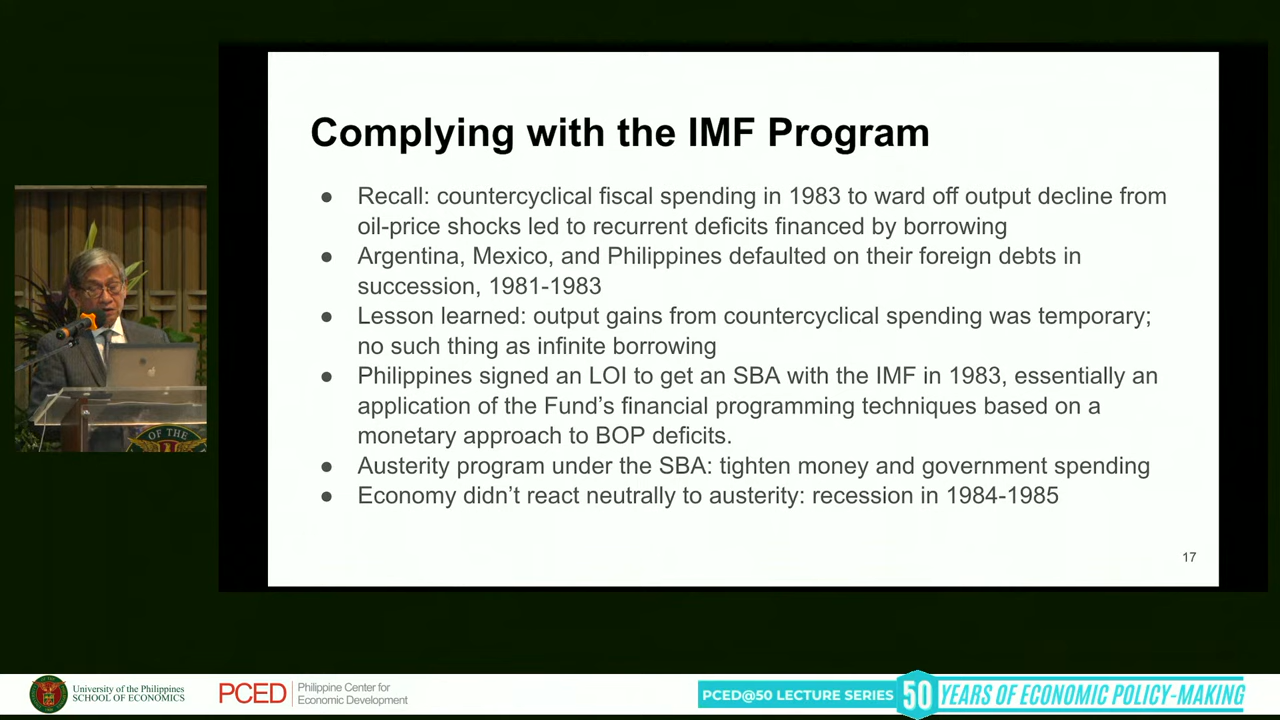 Complying with the IMF Program
● Recall: countercyclical fiscal spending in 1983 to ward off output decline from
oil-price shocks led to recurrent deficits financed by borrowing
● Argentina, Mexico, and Philippines defaulted on their foreign debts in
succession, 1981-1983
● Lesson learned: output gains from countercyclical spending was temporary;
no such thing as infinite borrowing
● Philippines signed an LOI to get an SBA with the IMF in 1983, essentially an
application of the Fund’s financial programming techniques based on a
monetary approach to BOP deficits.
● Austerity program under the SBA: tighten money and government spending
● Economy didn’t react neutrally to austerity: recession in 1984-1985
17
OF THE
University of the Philippines
SCHOOL OF ECONOMICS
PCED
Philippine Center for
Economic Development
PCED@50 LECTURE SERIES
50 YEARS OF ECONOMIC POLICY-MAKING